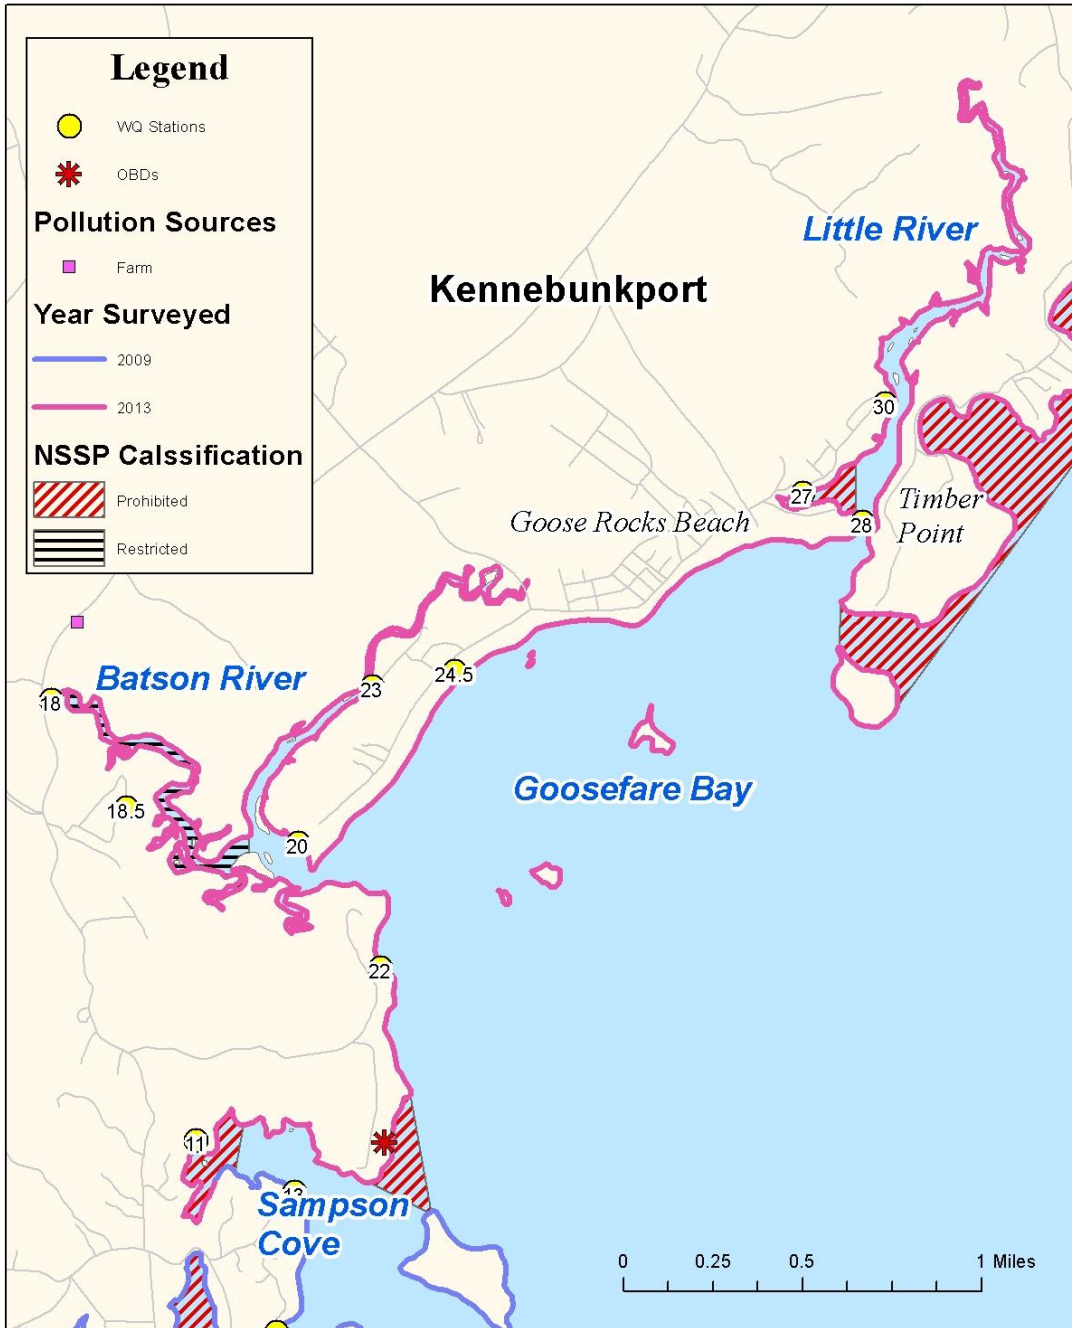 Legend
WQ Stations
OBDs
Pollution Sources
Farm
Year Surveyed
2009
2013
NSSP Calssification
Prohibited
Restricted
Little River
Kennebunkport
30
27
Timber
Point
28
Goose Rocks Beach
Batson River
24.5
23
18
Goosefare Bay
18.5
20
22
11
13
Sampson
Cove
0 0.25 0.5 1 Miles